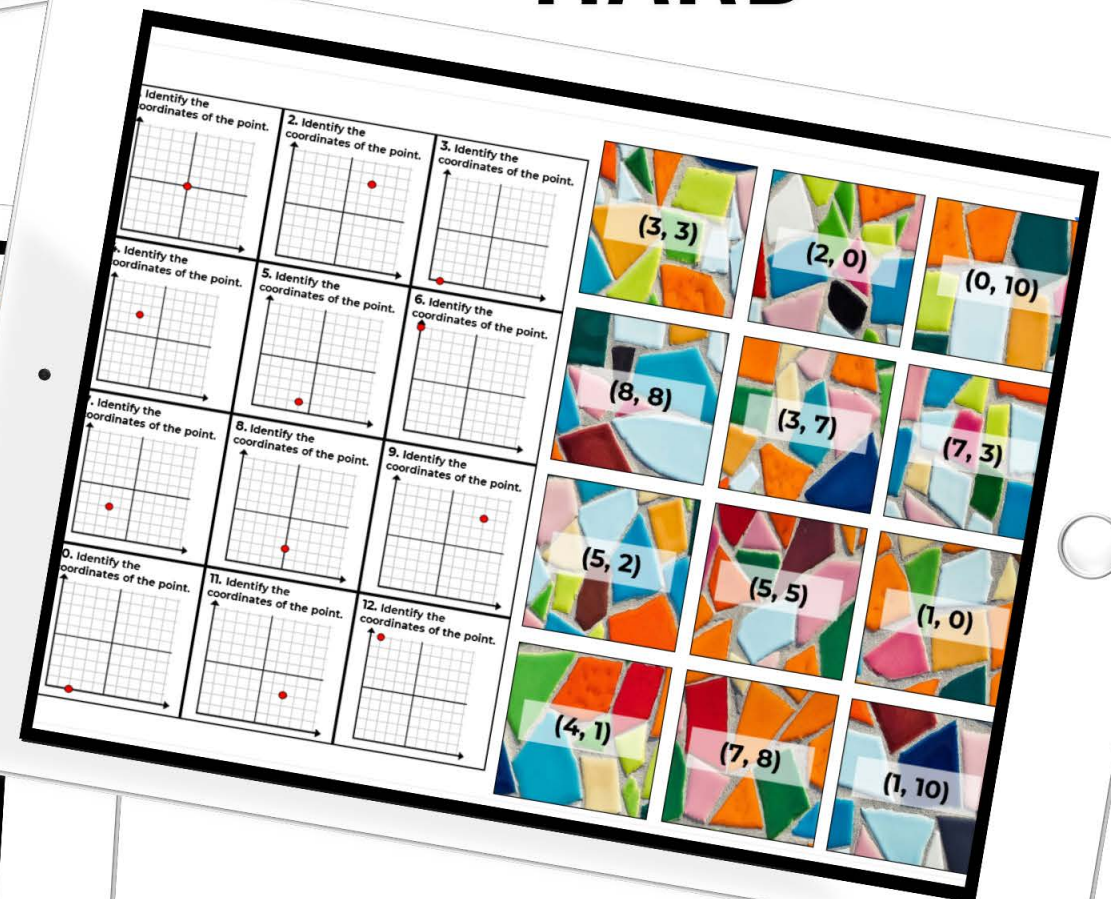 HARD
Identify the
oordinates of the point.
2. Identify the
coordinates of the point.
3. Identify the
coordinates of the point.
. Identify the
oordinates of the point.
5. Identify the
coordinates of the point.
6. Identify the
coordinates of the point.
. Identify the
oordinates of the point.
8. Identify the
coordinates of the point.
9. Identify the
coordinates of the point.
0. Identify the
oordinates of the point.
11. Identify the
coordinates of the point.
12. Identify the
coordinates of the point.
(3, 3)
(2, 0)
(0, 10)
(8, 8)
(3, 7)
(7, 3)
(5, 2)
(5, 5)
(1, 0)
(4, 1)
(7, 8)
(1, 10)